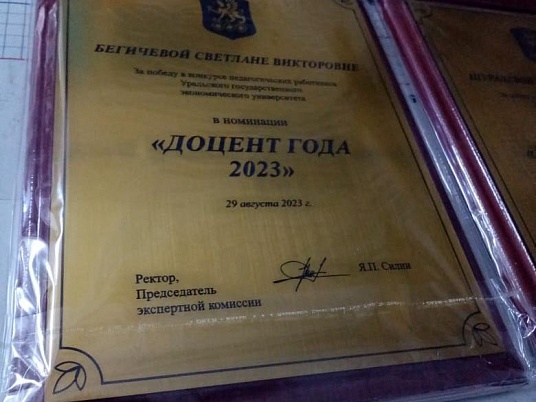 БЕГИЧЕВОЙ СВЕТЛАНЕ ВИКТОРОВНЕ
За победу в конкурсе педагогических работников
Уральского государственного
экономического университета
в номинации
«ДОЦЕНТ ГОДА
2023»
29 августа 2023 г.
Ректор,
Председатель
экспертной комиссии
Я.П. Силин